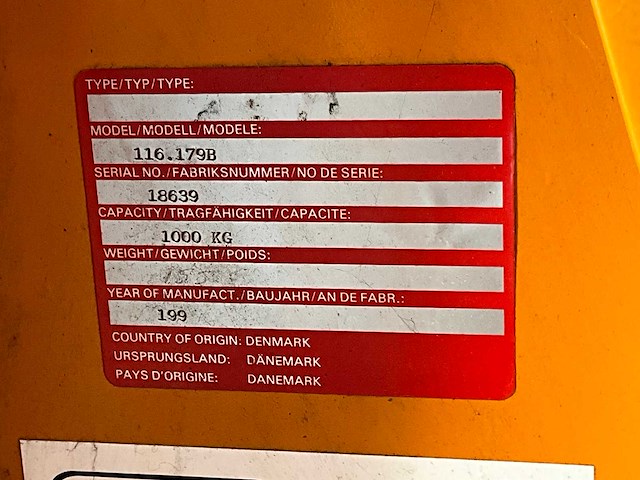 TYPE/TYP/TYPE:
MODEL/MODELL/MODELE:
116.179B
SERIAL NO./FABRIKSNUMMER/NO DE SERIE:
18639
CAPACITY/TRAGFÄHIGKEIT/CAPACITE:
1000 KG
WEIGHT/GEWICHT/POIDS:
YEAR OF MANUFACT./BAUJAHR/AN DE FABR.:
199
COUNTRY OF ORIGIN: DENMARK
URSPRUNGSLAND: DÄNEMARK
PAYS D'ORIGINE: DANEMARK